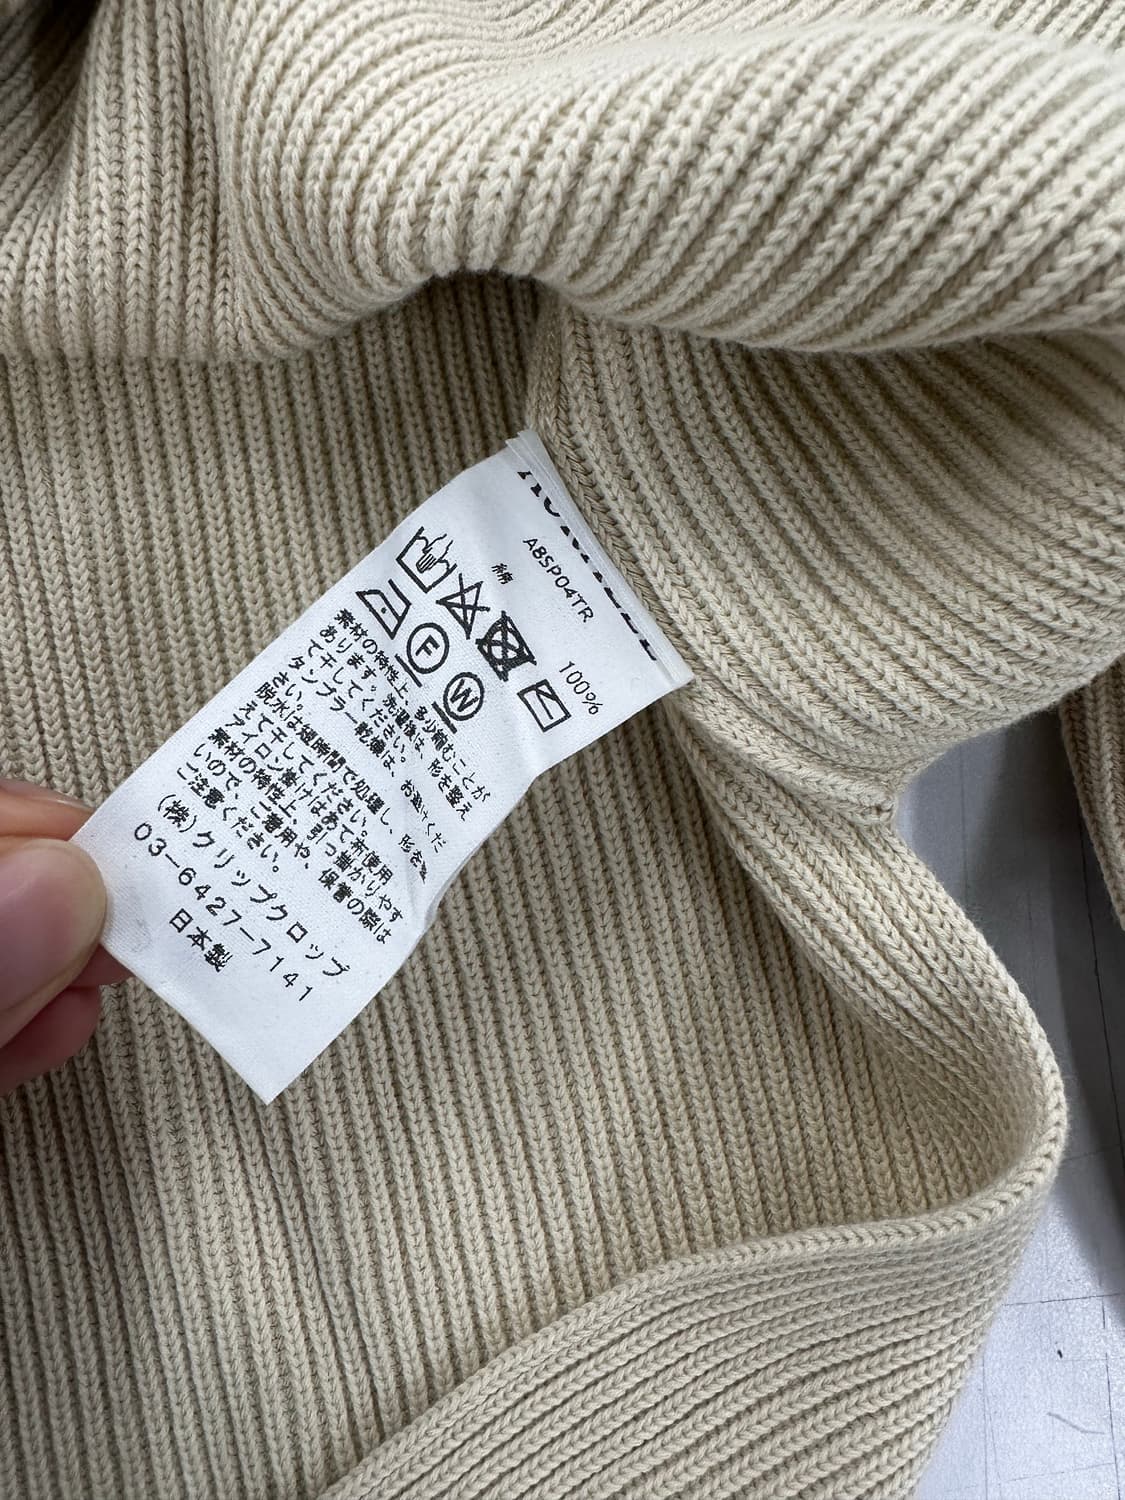 A8SP04TR
綿 100%
F
W
素材の特性上、多少縮むことが
あります。洗濯後は、形を整え
て干してください。
タンブラー乾燥は、お避けくだ
さい。
脱水は短時間で処理し、形を整
えて干してください。
アイロン掛けはあて布使用
素材の特性上、引っ掛かりやす
いので、ご着用や、保管の際は
ご注意ください。
(株)クリップクロップ
03-6427-7141
日本製